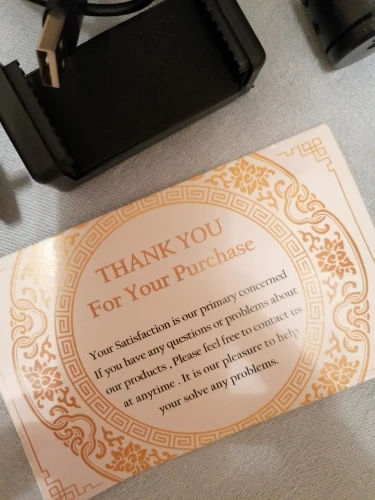 THANK YOU
For Your Purchase
Your Satisfaction is our primary concerned
If you have any questions or problems about
our products , Please feel free to contact us
at anytime . It is our pleasure to help
your solve any problems.